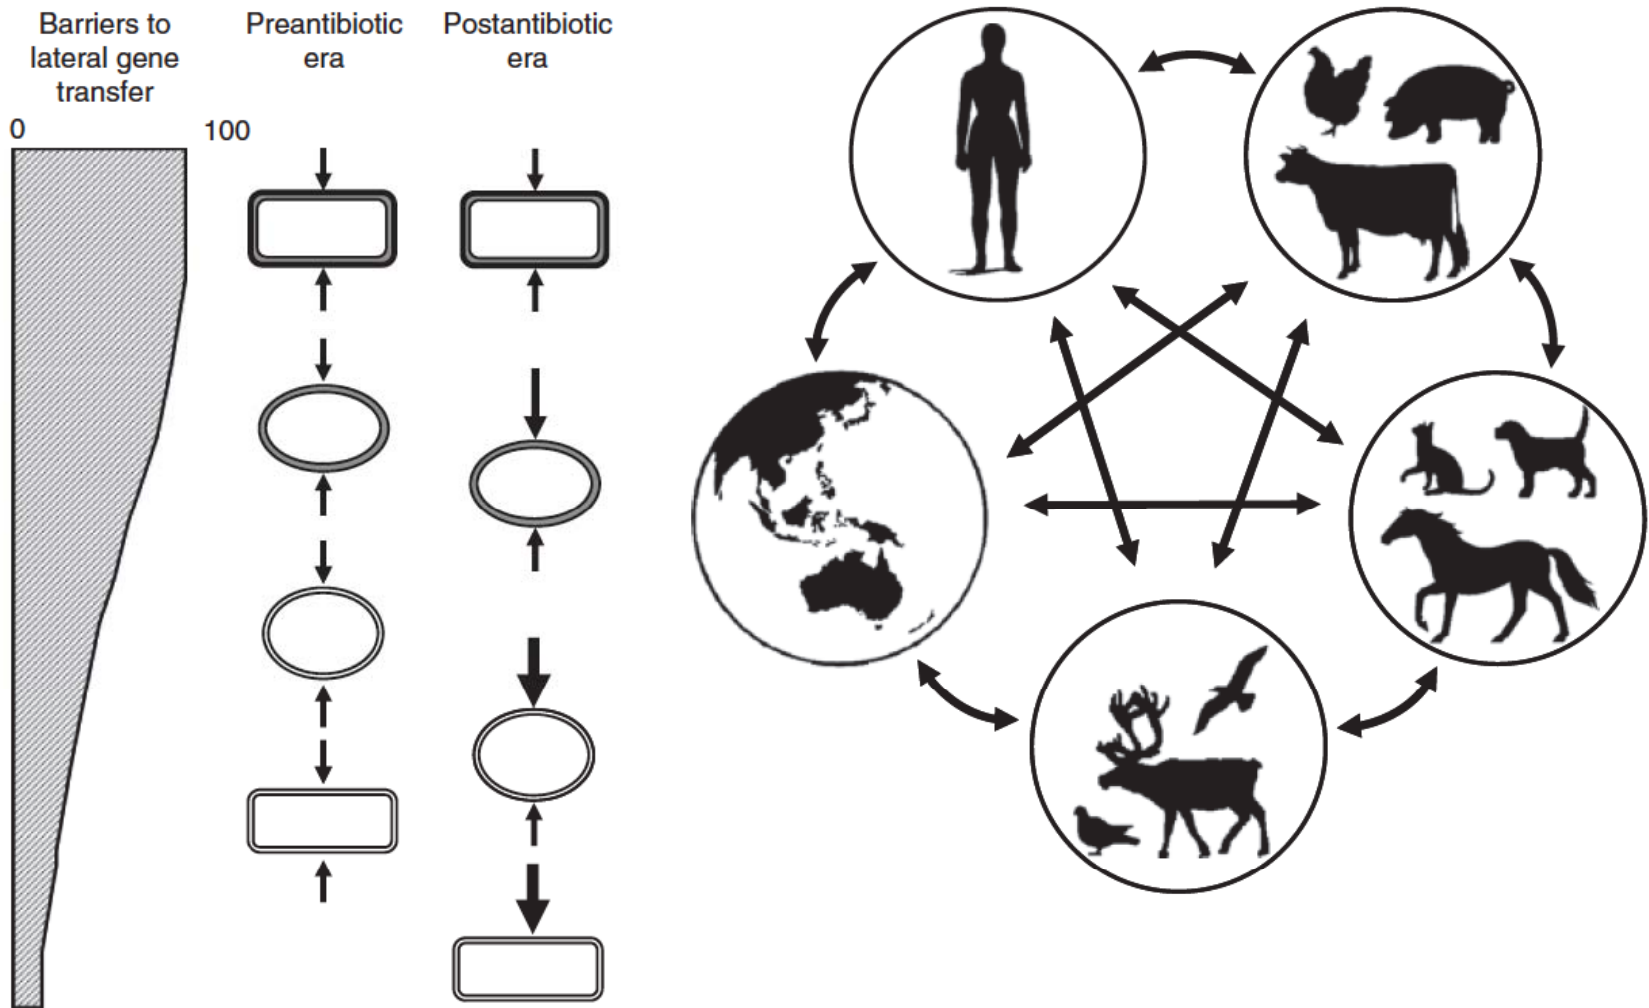 Barriers to
lateral gene
transfer
0
100
Preantibiotic
era
Postantibiotic
era